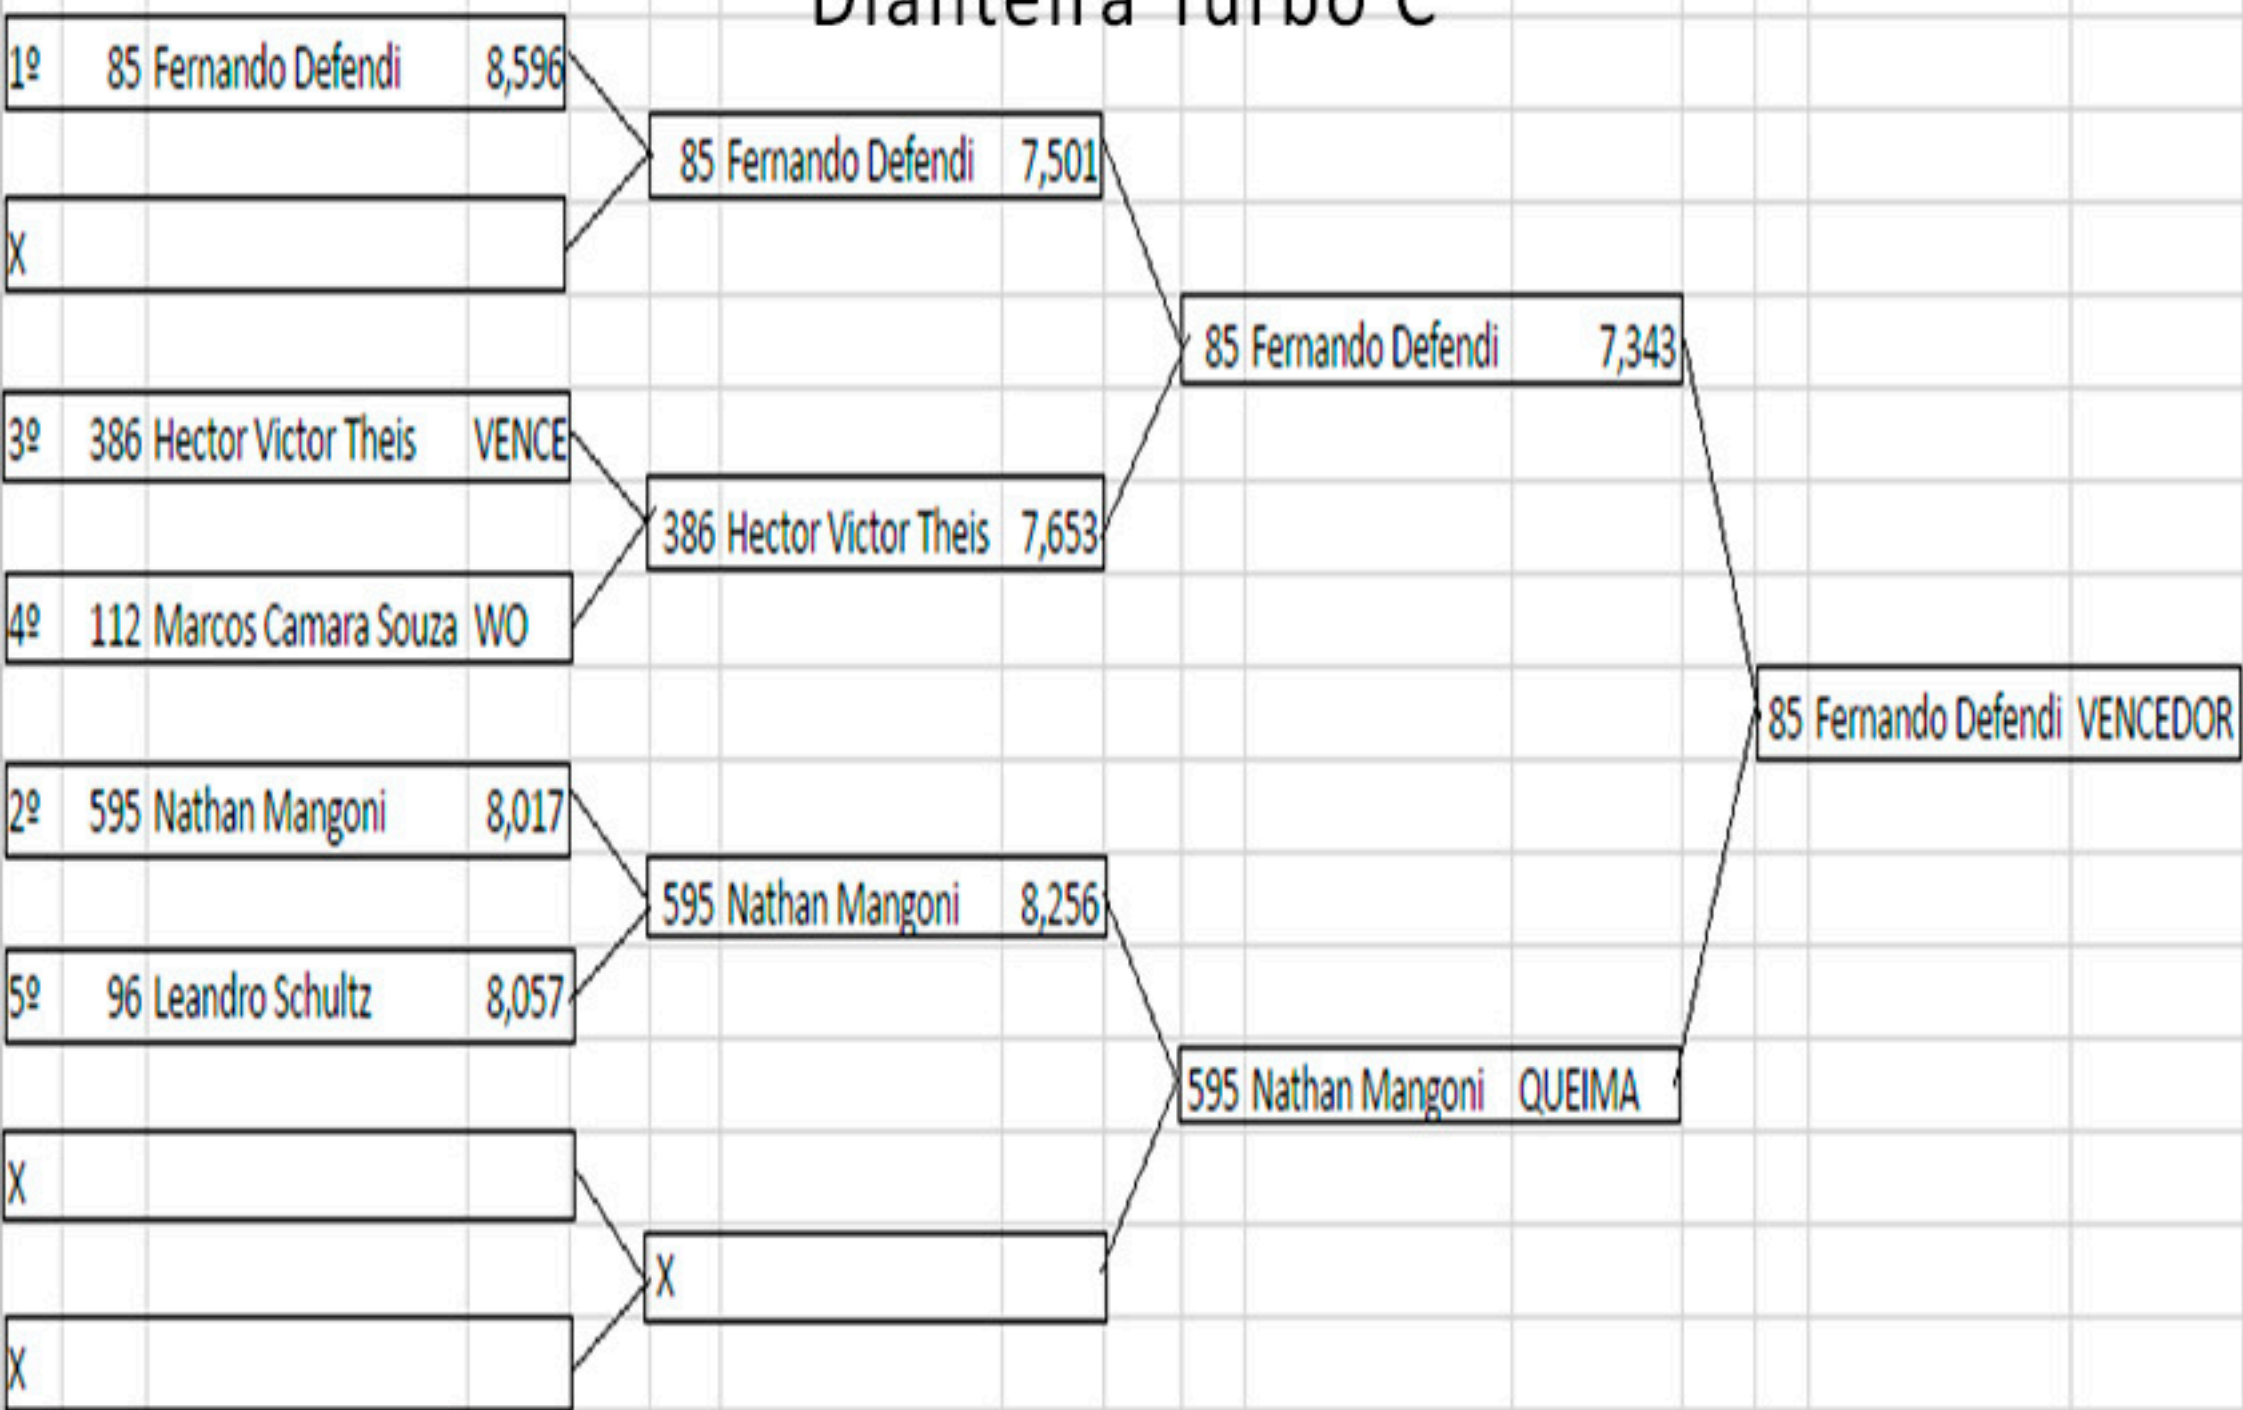 Dianteira Turbo C
1º 85 Fernando Defendi 8,596
85 Fernando Defendi 7,501
X
85 Fernando Defendi 7,343
3º 386 Hector Victor Theis VENCE
386 Hector Victor Theis 7,653
4º 112 Marcos Camara Souza WO
85 Fernando Defendi VENCEDOR
2º 595 Nathan Mangoni 8,017
595 Nathan Mangoni 8,256
5º 96 Leandro Schultz 8,057
595 Nathan Mangoni QUEIMA
X
X
X